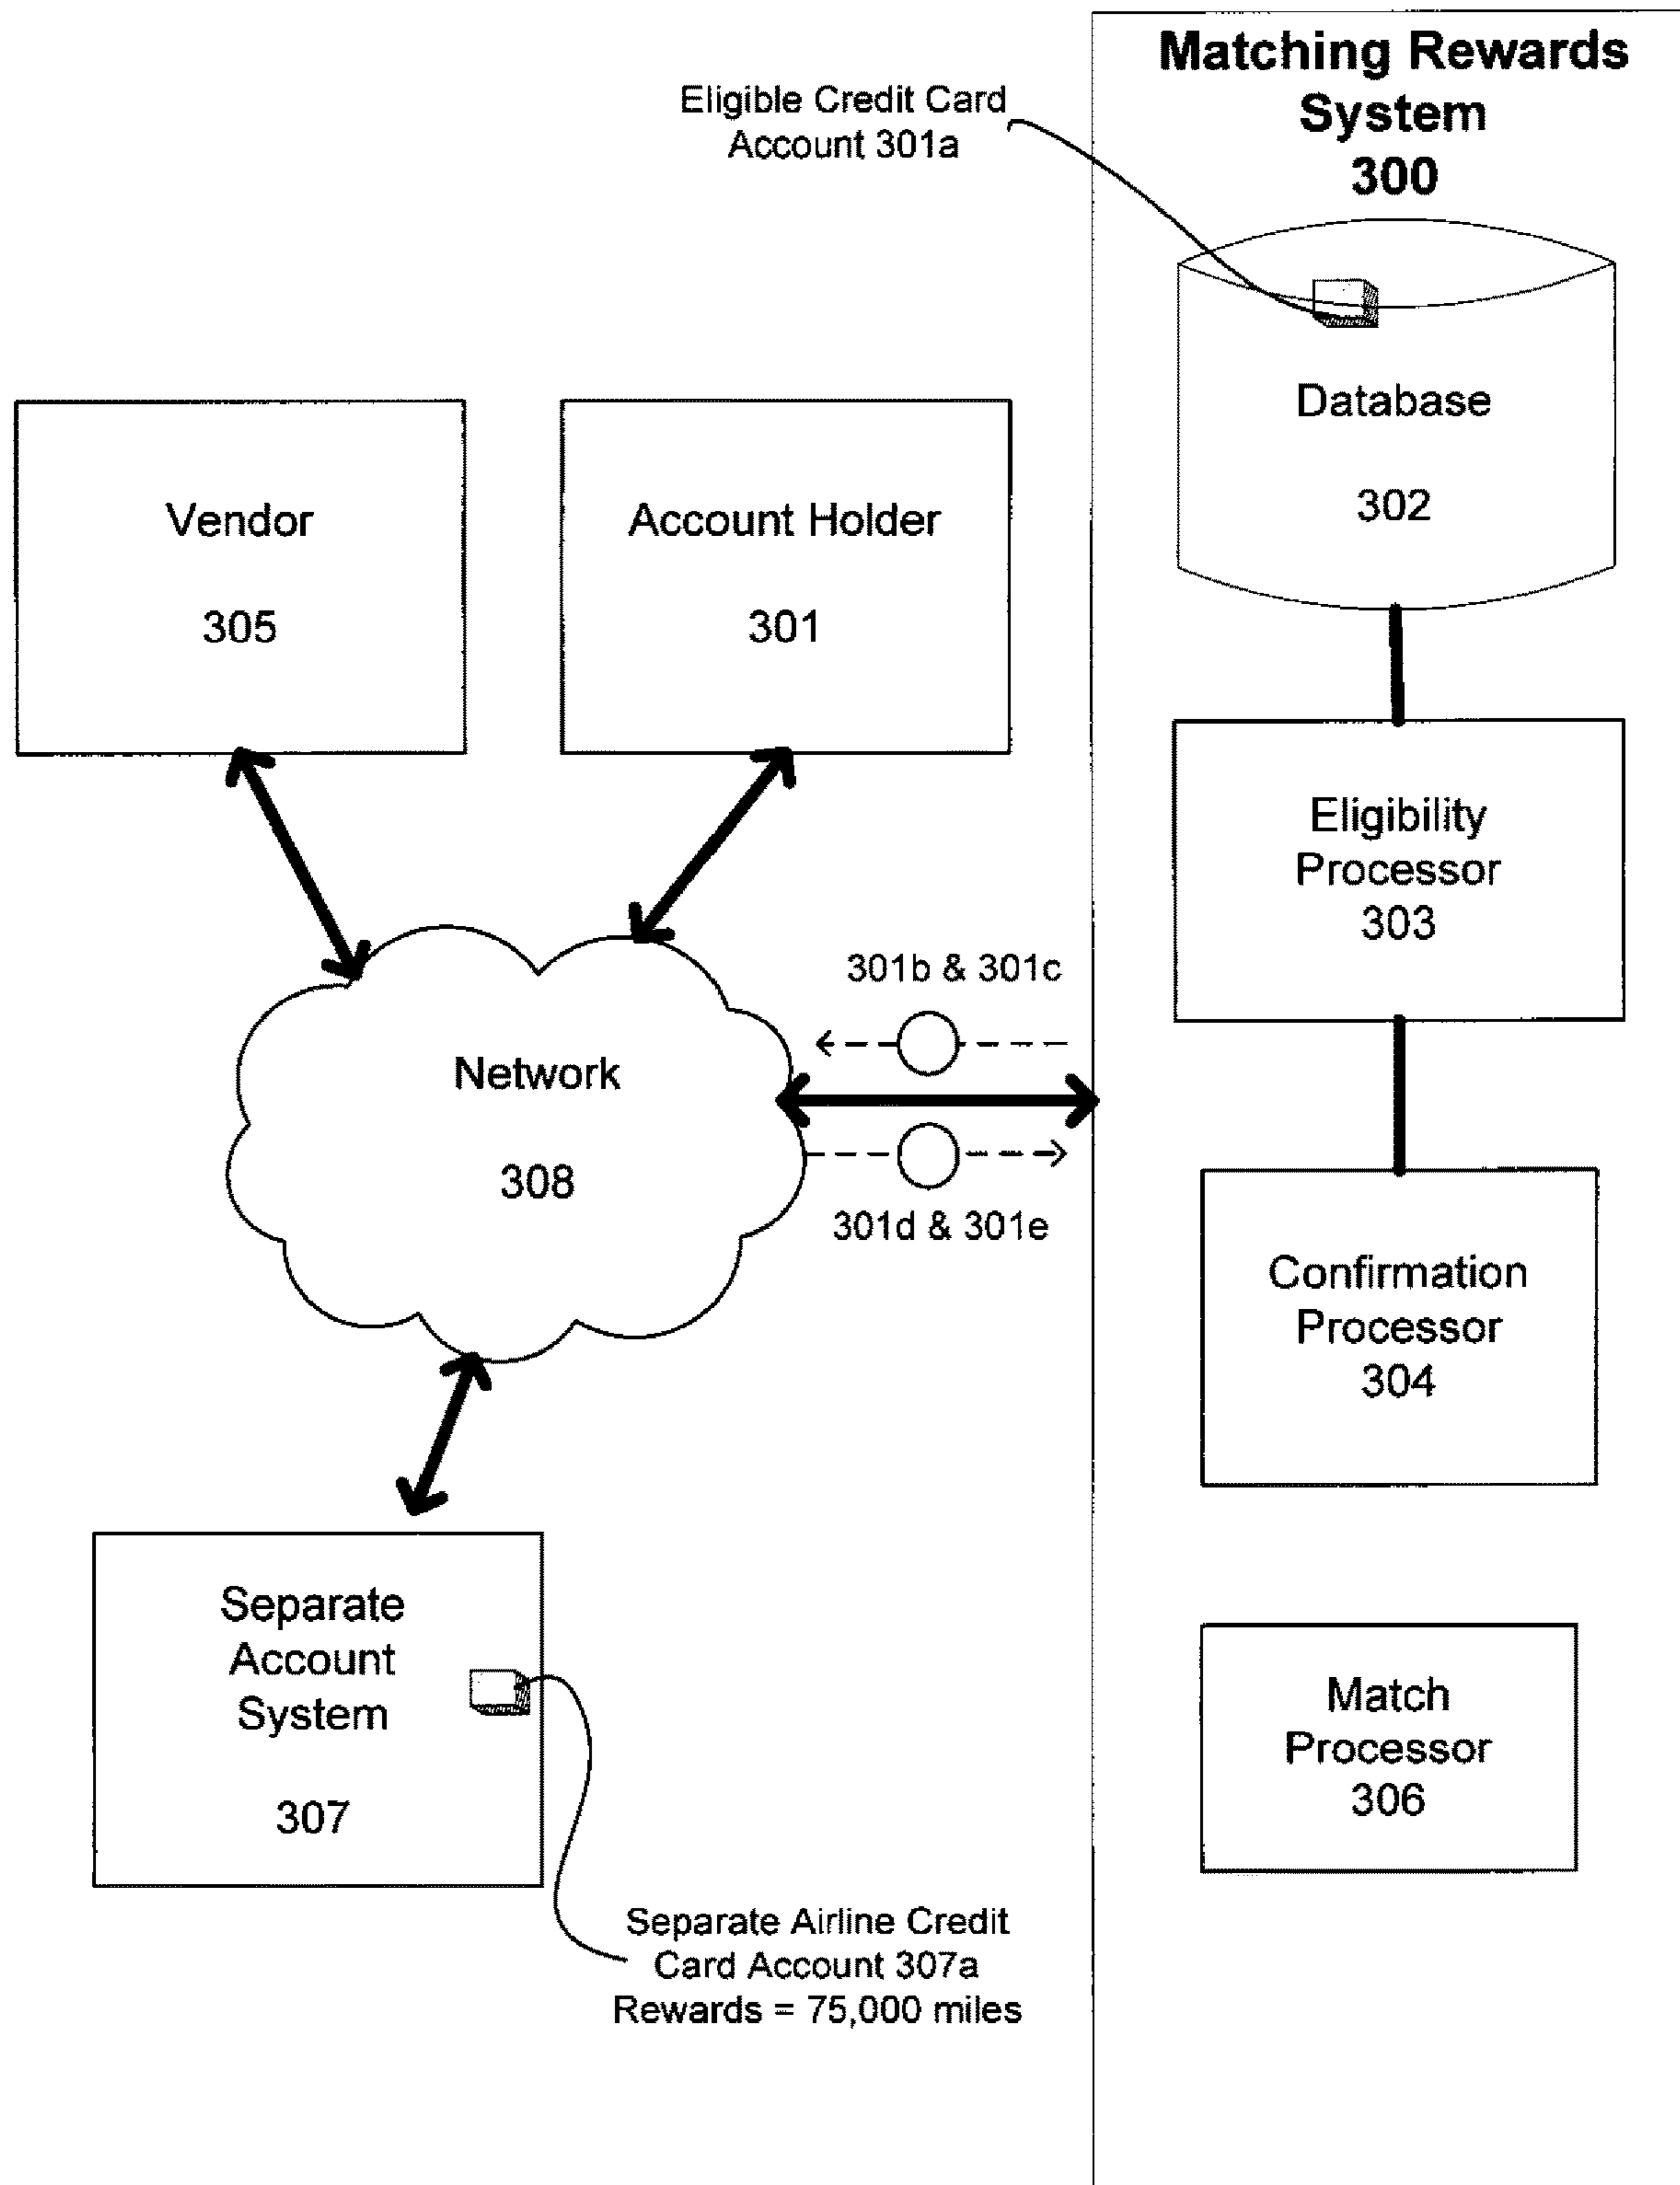 Matching Rewards
System
300
Eligible Credit Card
Account 301a
Database
302
Vendor
305
Account Holder
301
Eligibility
Processor
303
301b & 301c
Network
308
301d & 301e
Confirmation
Processor
304
Separate
Account
System
307
Match
Processor
306
Separate Airline Credit
Card Account 307a
Rewards = 75,000 miles